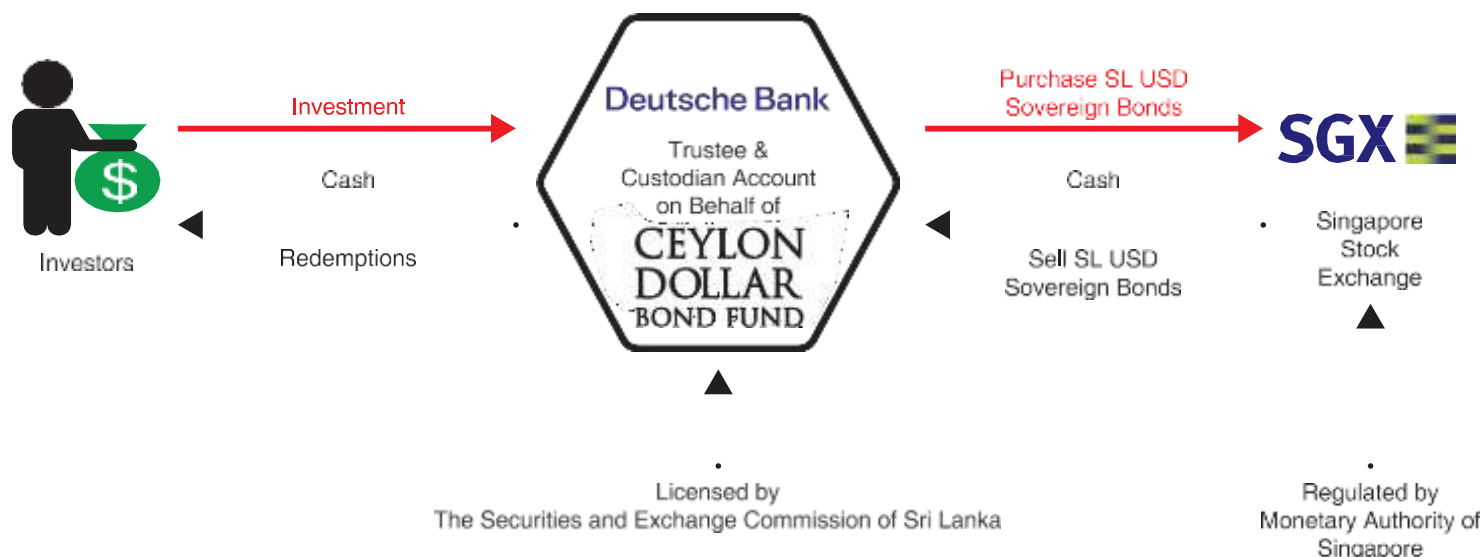 Investors
$
Investment
Cash
Redemptions
Deutsche Bank
Trustee &
Custodian Account
on Behalf of
CEYLON
DOLLAR
BOND FUND
Licensed by
The Securities and Exchange Commission of Sri Lanka
Purchase SL USD
Sovereign Bonds
Cash
Sell SL USD
Sovereign Bonds
SGX
Singapore
Stock
Exchange
Regulated by
Monetary Authority of
Singapore